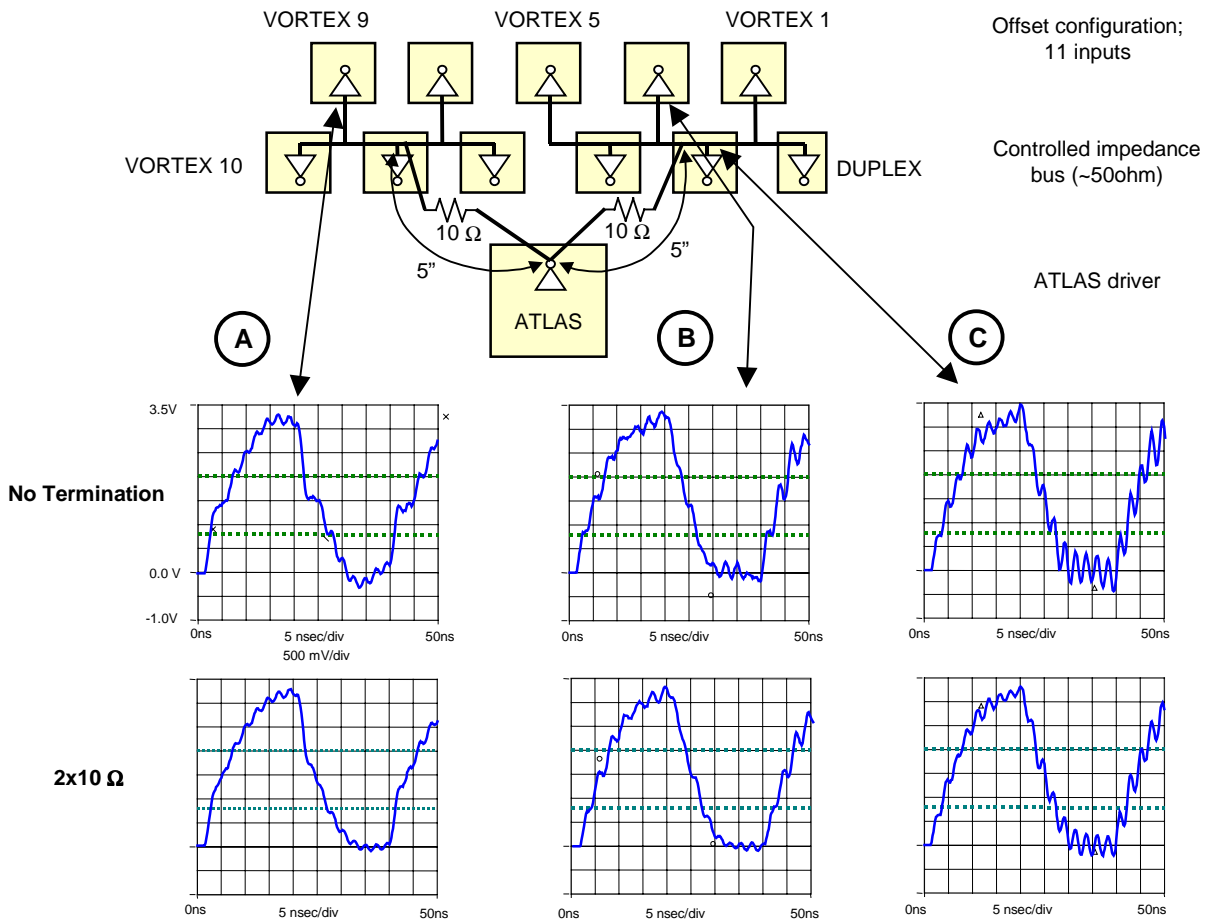 VORTEX 9
VORTEX 5
VORTEX 1
Offset configuration;
11 inputs
VORTEX 10
DUPLEX
Controlled impedance
bus (~50ohm)
10 Ω
10 Ω
5”
5”
ATLAS
ATLAS driver
A
B
C
No Termination
3.5V
0.0 V
-1.0V
0ns
5 nsec/div
50ns
500 mV/div
0ns
5 nsec/div
50ns
0ns
5 nsec/div
50ns
2x10 Ω
0ns
5 nsec/div
50ns
0ns
5 nsec/div
50ns
0ns
5 nsec/div
50ns